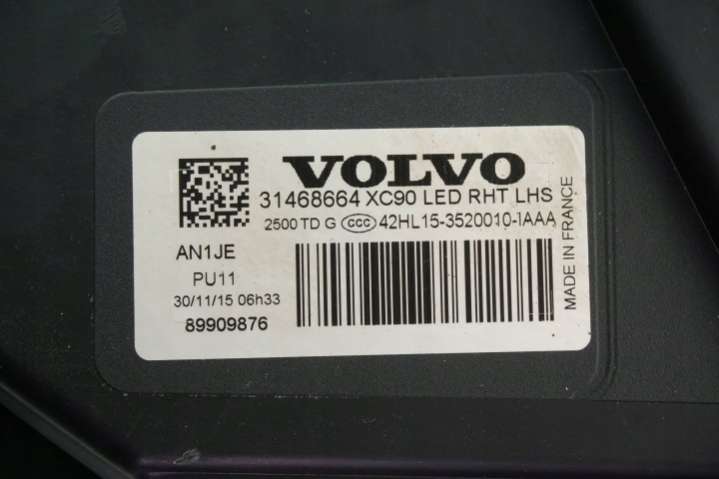 VOLVO
31468664 XC90 LED RHT LHS
2500 TD G CCC 42HL15-3520010-1AAA
AN1JE
PU11
30/11/15 06h33
89909876
MADE IN FRANCE